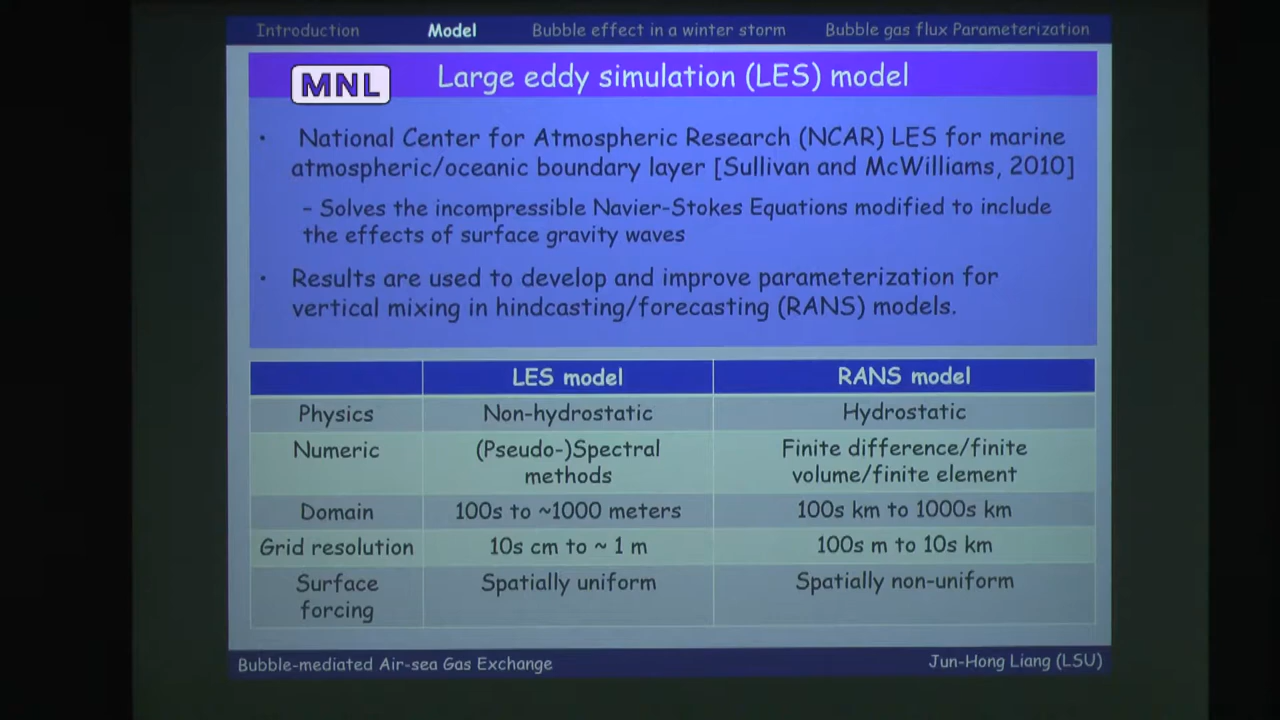 Introduction Model Bubble effect in a winter storm Bubble gas flux Parameterization
MNL Large eddy simulation (LES) model
• National Center for Atmospheric Research (NCAR) LES for marine
atmospheric/oceanic boundary layer [Sullivan and McWilliams, 2010]
– Solves the incompressible Navier-Stokes Equations modified to include
the effects of surface gravity waves
• Results are used to develop and improve parameterization for
vertical mixing in hindcasting/forecasting (RANS) models.
LES model RANS model
Physics Non-hydrostatic Hydrostatic
Numeric (Pseudo-)Spectral Finite difference/finite
methods volume/finite element
Domain 100s to ~1000 meters 100s km to 1000s km
Grid resolution 10s cm to ~ 1 m 100s m to 10s km
Surface Spatially uniform Spatially non-uniform
forcing
Bubble-mediated Air-sea Gas Exchange Jun-Hong Liang (LSU)